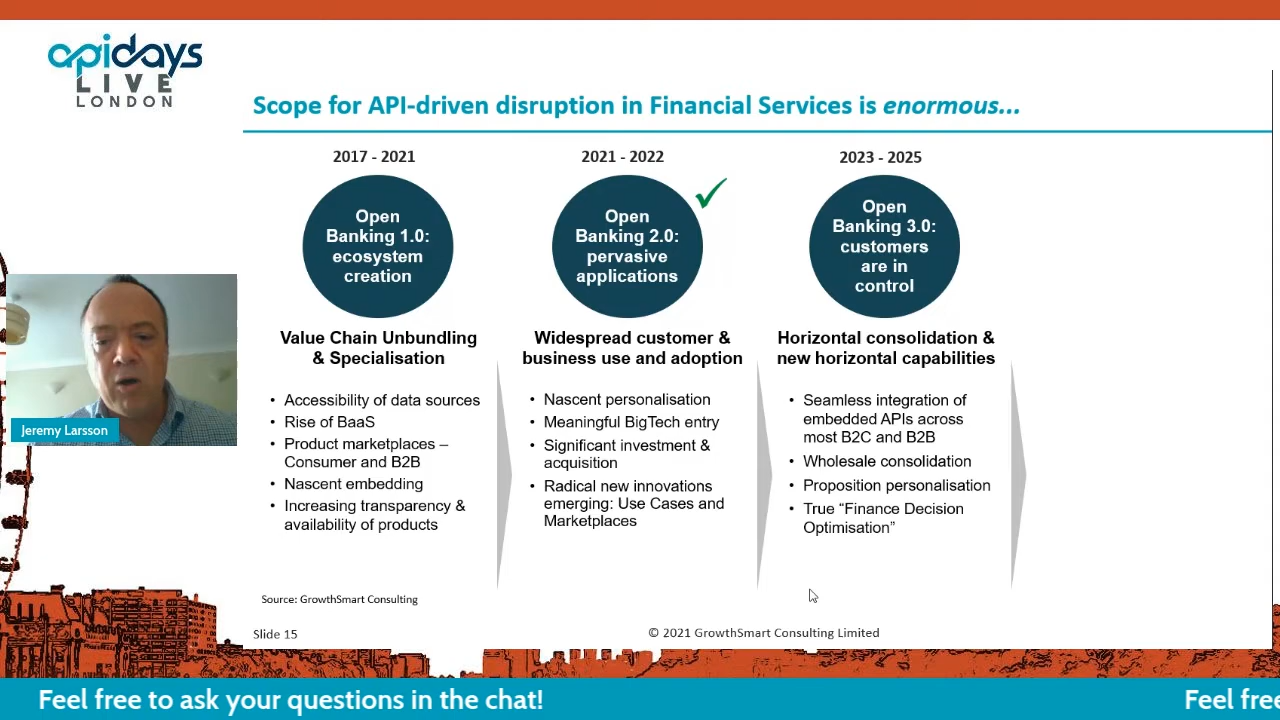 apidays
LIVE
LONDON
Scope for API-driven disruption in Financial Services is enormous...
2017 - 2021
Open
Banking 1.0:
ecosystem
creation
Value Chain Unbundling
& Specialisation
• Accessibility of data sources
• Rise of BaaS
• Product marketplaces –
Consumer and B2B
• Nascent embedding
• Increasing transparency &
availability of products
2021 - 2022
Open
Banking 2.0:
pervasive
applications
Widespread customer &
business use and adoption
• Nascent personalisation
• Meaningful BigTech entry
• Significant investment &
acquisition
• Radical new innovations
emerging: Use Cases and
Marketplaces
2023 - 2025
Open
Banking 3.0:
customers
are in
control
Horizontal consolidation &
new horizontal capabilities
• Seamless integration of
embedded APIs across
most B2C and B2B
• Wholesale consolidation
• Proposition personalisation
• True “Finance Decision
Optimisation”
Jeremy Larsson
Source: GrowthSmart Consulting
Slide 15
© 2021 GrowthSmart Consulting Limited
Feel free to ask your questions in the chat!
Feel free